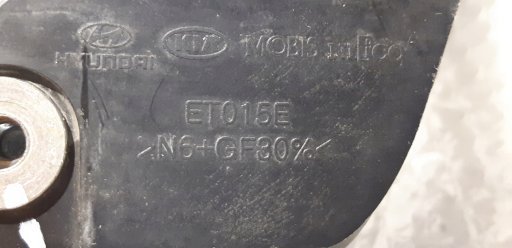 HYUNDAI KIA MOBIS
ET015E
>N6+GF30%<